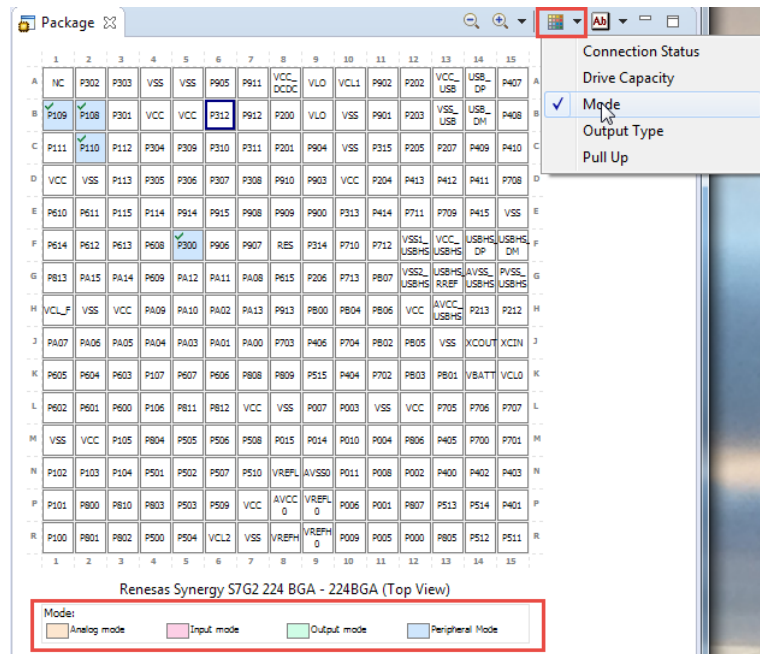 Package
Ab
Connection Status
Drive Capacity
Mode
Output Type
Pull Up
1 2 3 4 5 6 7 8 9 10 11 12 13 14 15
A NC P302 P303 VSS VSS P905 P911 VCC_DCDC VLO VCL1 P902 P202 VCC_USB USB_DP P407 A
B P109 P108 P301 VCC VCC P312 P912 P200 VLO VSS P901 P203 VSS_USB USB_DM P408 B
C P111 P110 P112 P304 P309 P310 P311 P201 P904 VSS P315 P205 P207 P409 P410 C
D VCC VSS P113 P305 P306 P307 P308 P910 P903 VCC P204 P413 P412 P411 P708 D
E P610 P611 P115 P114 P914 P915 P908 P909 P900 P313 P414 P711 P709 P415 VSS E
F P614 P612 P613 P608 P300 P906 P907 RES P314 P710 P712 VSS1_USBHS VCC_USBHS USBHS_DP USBHS_DM F
G P813 PA15 PA14 P609 PA12 PA11 PA08 P615 P206 P713 PB07 VSS2_USBHS USBHS_RREF AVSS_USBHS PVSS_USBHS G
H VCL_F VSS VCC PA09 PA10 PA02 PA13 P913 PB00 PB04 PB06 VCC AVCC_USBHS P213 P212 H
J PA07 PA06 PA05 PA04 PA03 PA01 PA00 P703 P406 P704 PB02 PB05 VSS XCOUT XCIN J
K P605 P604 P603 P107 P607 P606 P808 P809 P515 P404 P702 PB03 PB01 VBATT VCL0 K
L P602 P601 P600 P106 P811 P812 VCC VSS P007 P003 VSS VCC P705 P706 P707 L
M VSS VCC P105 P804 P505 P506 P508 P015 P014 P010 P004 P806 P405 P700 P701 M
N P102 P103 P104 P501 P502 P507 P510 VREFL AVSS0 P011 P008 P002 P400 P402 P403 N
P P101 P800 P810 P803 P503 P509 VCC AVCC0 VREFL0 P006 P001 P807 P513 P514 P401 P
R P100 P801 P802 P500 P504 VCL2 VSS VREFH VREFH0 P009 P005 P000 P805 P512 P511 R
1 2 3 4 5 6 7 8 9 10 11 12 13 14 15
Renesas Synergy S7G2 224 BGA - 224BGA (Top View)
Mode:
Analog mode Input mode Output mode Peripheral Mode